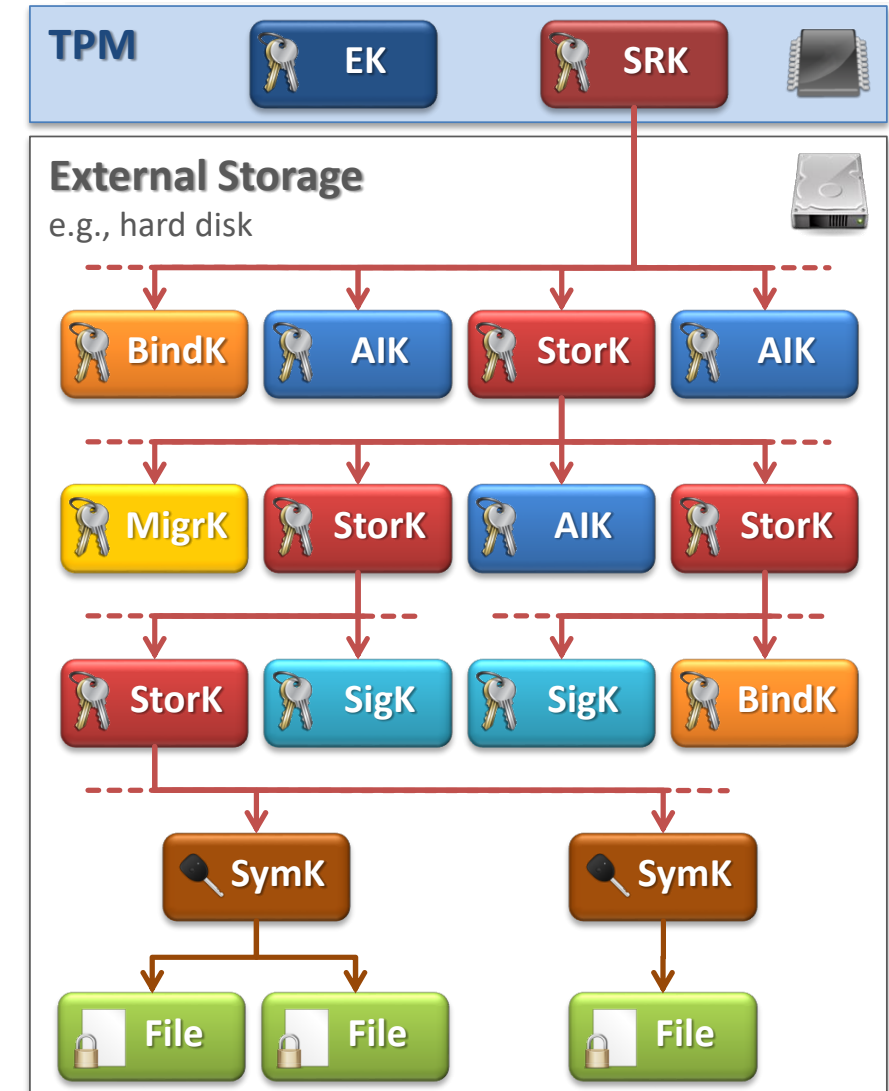 TPM
EK
SRK
External Storage
e.g., hard disk
BindK
AIK
StorK
AIK
MigrK
StorK
AIK
StorK
StorK
SigK
SigK
BindK
SymK
SymK
File
File
File